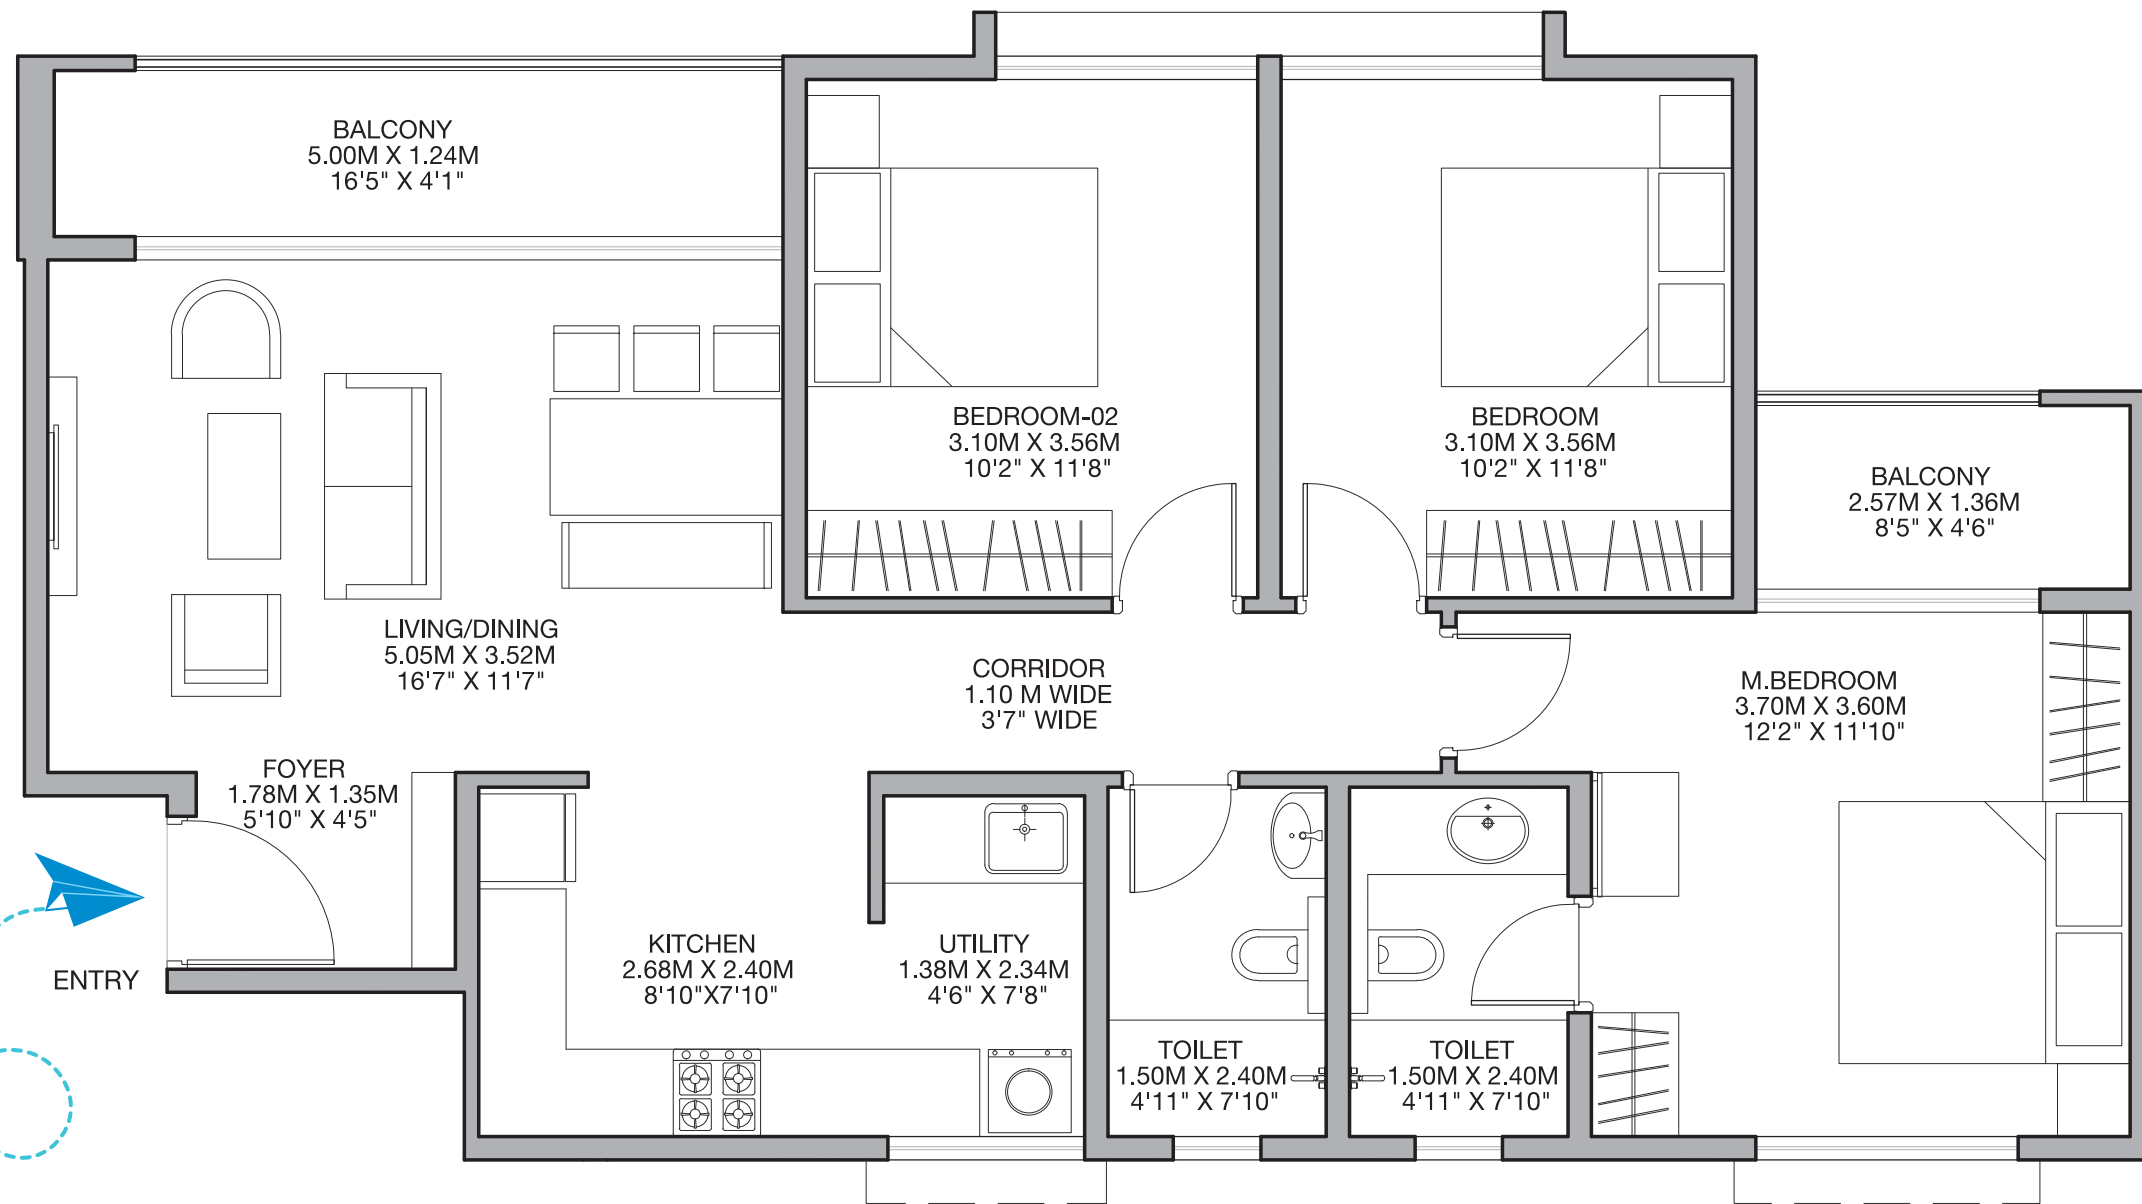 BALCONY
5.00M X 1.24M
16'5" X 4'1"
BEDROOM-02
3.10M X 3.56M
10'2" X 11'8"
BEDROOM
3.10M X 3.56M
10'2" X 11'8"
BALCONY
2.57M X 1.36M
8'5" X 4'6"
LIVING/DINING
5.05M X 3.52M
16'7" X 11'7"
CORRIDOR
1.10 M WIDE
3'7" WIDE
M.BEDROOM
3.70M X 3.60M
12'2" X 11'10"
FOYER
1.78M X 1.35M
5'10" X 4'5"
ENTRY
KITCHEN
2.68M X 2.40M
8'10"X7'10"
UTILITY
1.38M X 2.34M
4'6" X 7'8"
TOILET
1.50M X 2.40M
4'11" X 7'10"
TOILET
1.50M X 2.40M
4'11" X 7'10"